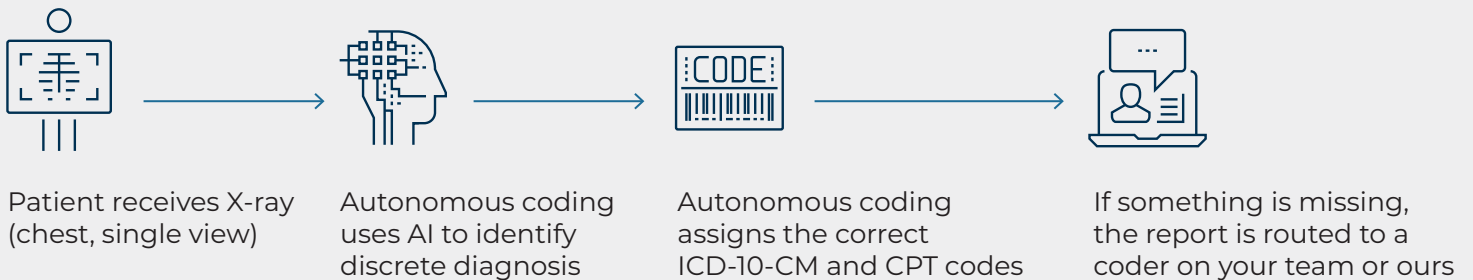 CODE
Patient receives X-ray
(chest, single view)
Autonomous coding
uses AI to identify
discrete diagnosis
Autonomous coding
assigns the correct
ICD-10-CM and CPT codes
If something is missing,
the report is routed to a
coder on your team or ours